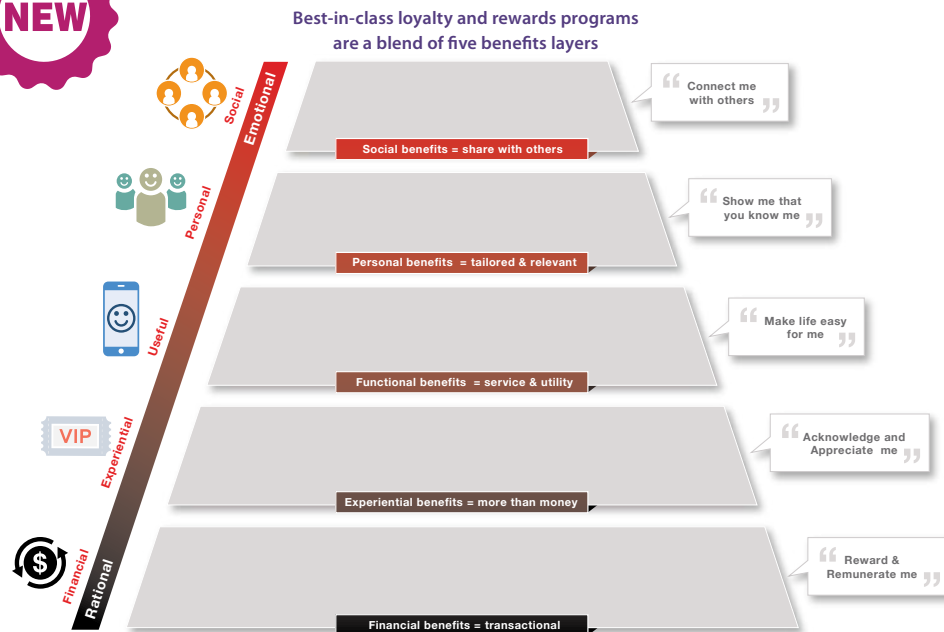 NEW
Best-in-class loyalty and rewards programs
are a blend of five benefits layers
Social
Emotional
Social benefits = share with others
“ Connect me
with others ”
Personal
Personal benefits = tailored & relevant
“ Show me that
you know me ”
Useful
Functional benefits = service & utility
“ Make life easy
for me ”
VIP
Experiential
Experiential benefits = more than money
“ Acknowledge and
Appreciate me ”
$
Financial
Rational
Financial benefits = transactional
“ Reward &
Remunerate me ”